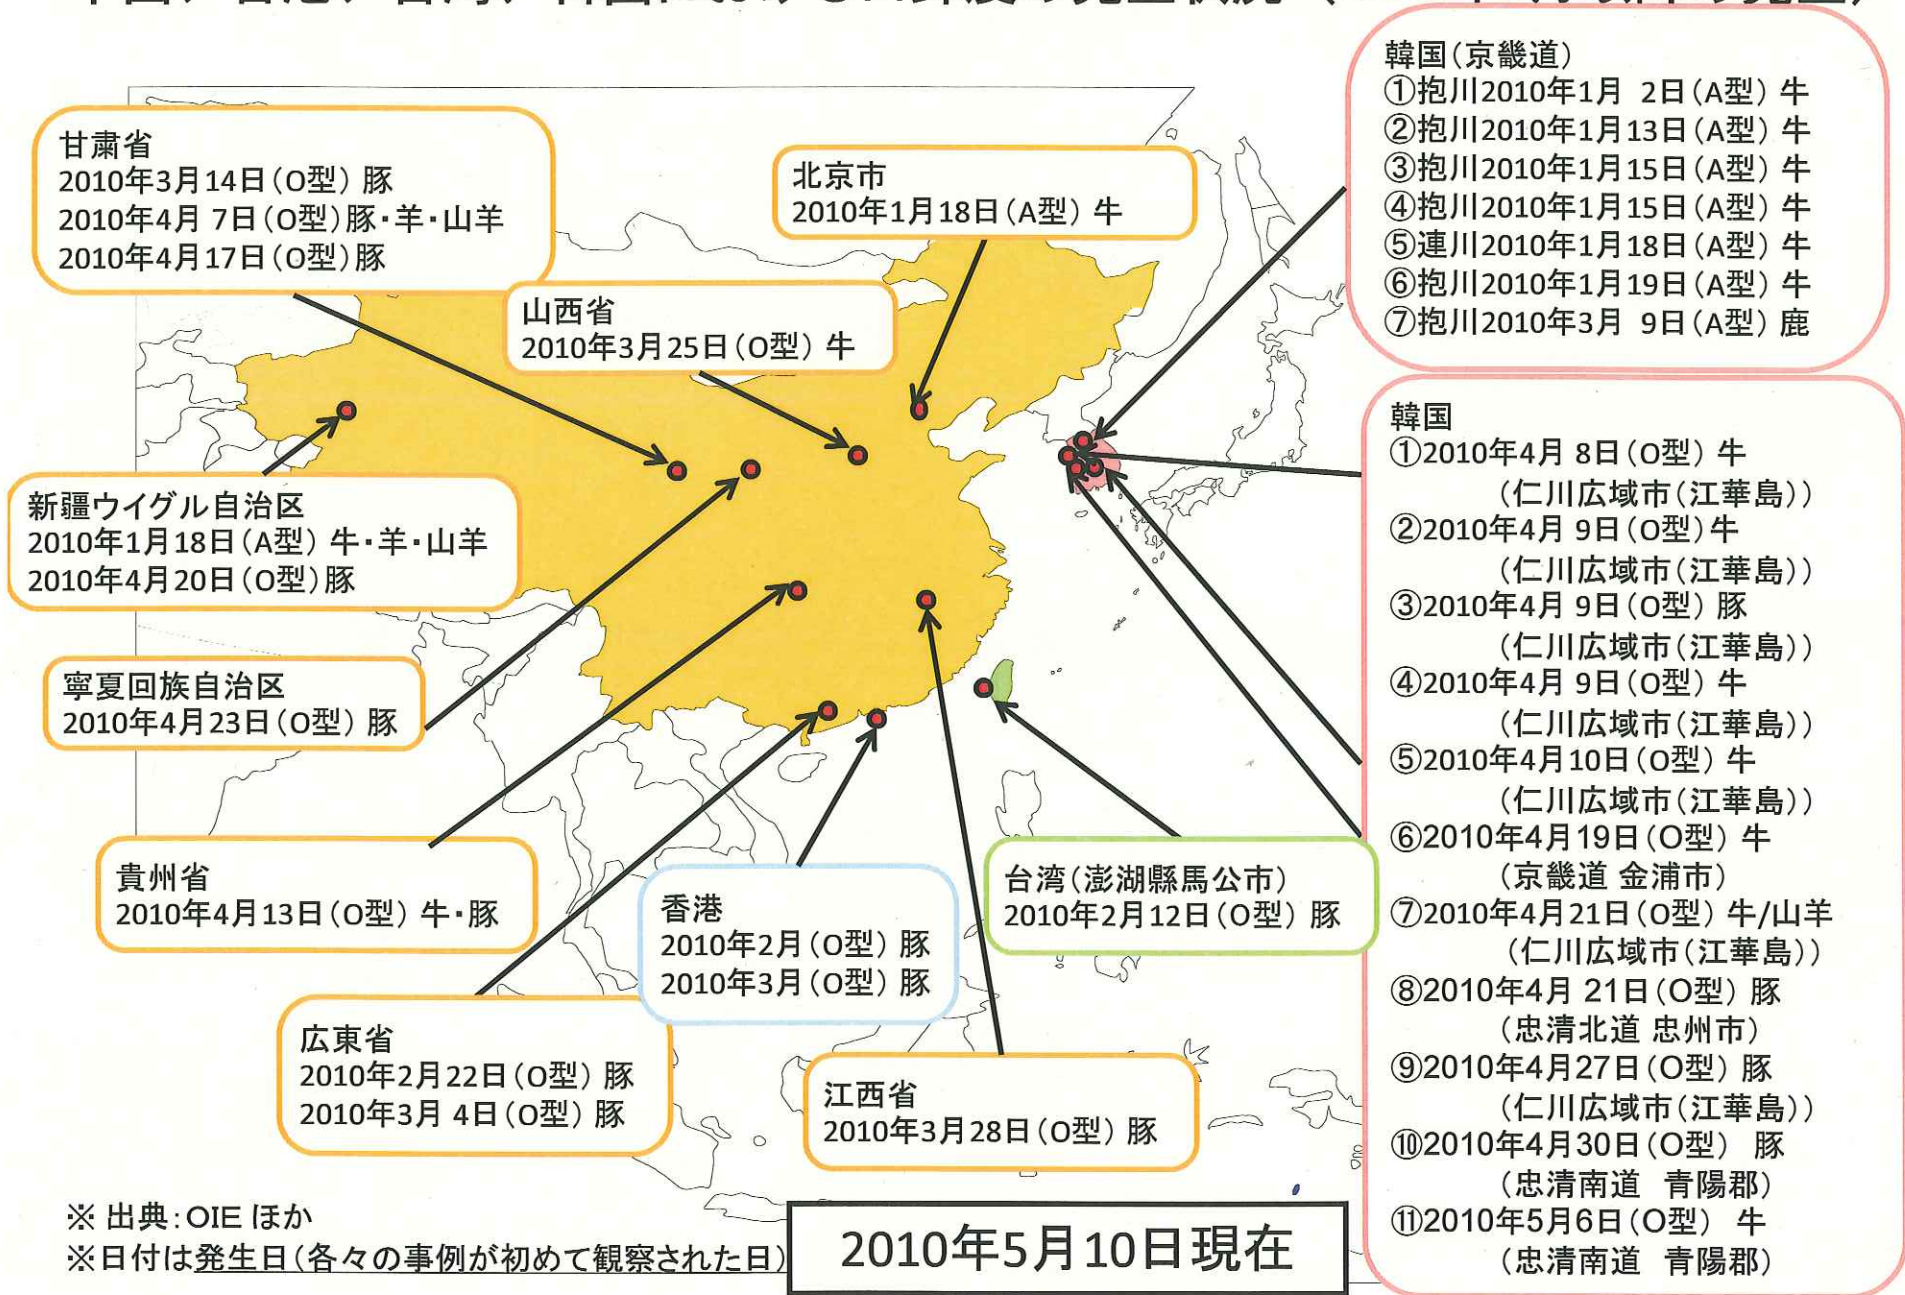 甘粛省
2010年3月14日(O型) 豚
2010年4月 7日(O型)豚・羊・山羊
2010年4月17日(O型)豚
北京市
2010年1月18日(A型) 牛
山西省
2010年3月25日(O型) 牛
新疆ウイグル自治区
2010年1月18日(A型) 牛・羊・山羊
2010年4月20日(O型)豚
寧夏回族自治区
2010年4月23日(O型) 豚
貴州省
2010年4月13日(O型) 牛・豚
広東省
2010年2月22日(O型) 豚
2010年3月 4日(O型) 豚
香港
2010年2月(O型) 豚
2010年3月(O型) 豚
江西省
2010年3月28日(O型) 豚
台湾(澎湖縣馬公市)
2010年2月12日(O型) 豚
韓国(京畿道)
①抱川2010年1月 2日(A型) 牛
②抱川2010年1月13日(A型) 牛
③抱川2010年1月15日(A型) 牛
④抱川2010年1月15日(A型) 牛
⑤連川2010年1月18日(A型) 牛
⑥抱川2010年1月19日(A型) 牛
⑦抱川2010年3月 9日(A型) 鹿
韓国
①2010年4月 8日(O型) 牛
(仁川広域市(江華島))
②2010年4月 9日(O型)牛
(仁川広域市(江華島))
③2010年4月 9日(O型) 豚
(仁川広域市(江華島))
④2010年4月 9日(O型) 牛
(仁川広域市(江華島))
⑤2010年4月10日(O型) 牛
(仁川広域市(江華島))
⑥2010年4月19日(O型) 牛
(京畿道 金浦市)
⑦2010年4月21日(O型) 牛/山羊
(仁川広域市(江華島))
⑧2010年4月 21日(O型) 豚
(忠清北道 忠州市)
⑨2010年4月27日(O型) 豚
(仁川広域市(江華島))
⑩2010年4月30日(O型) 豚
(忠清南道 青陽郡)
⑪2010年5月6日(O型) 牛
(忠清南道 青陽郡)
※ 出典:OIE ほか
※日付は発生日(各々の事例が初めて観察された日)
2010年5月10日現在